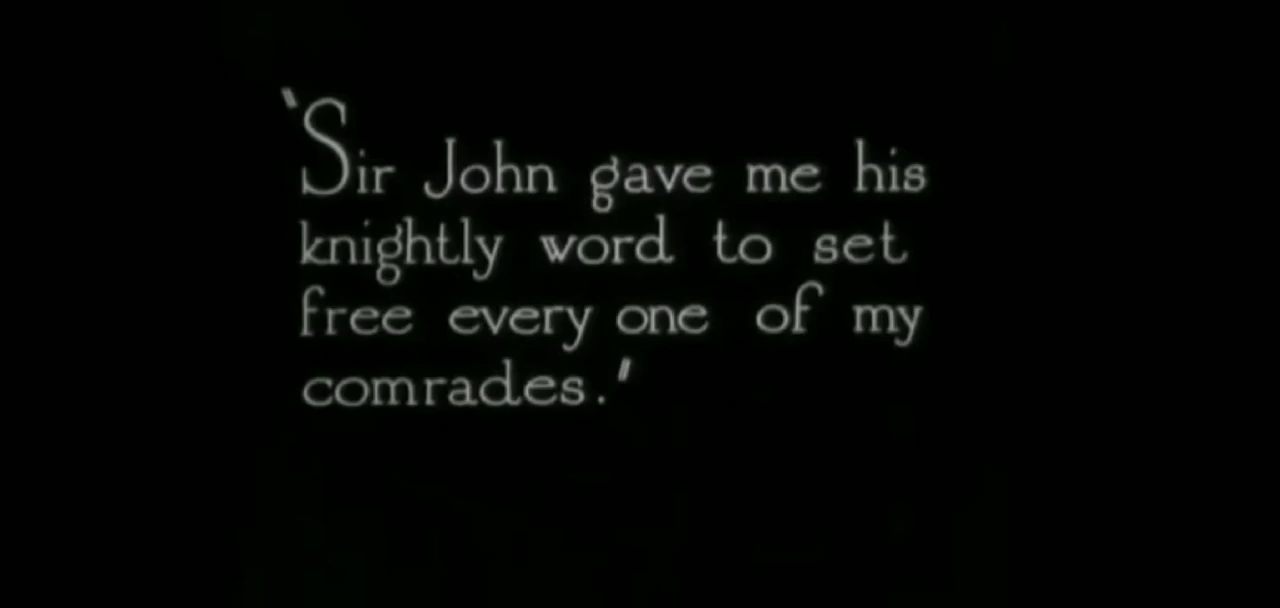 'Sir John gave me his
knightly word to set
free every one of my
comrades.'